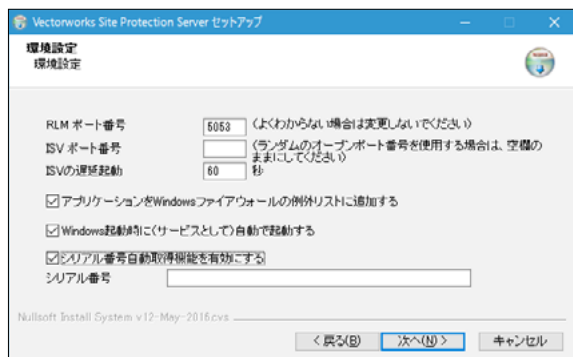 Vectorworks Site Protection Server セットアップ
環境設定
環境設定
RLM ポート番号 5053 (よくわからない場合は変更しないでください)
ISV ポート番号 (ランダムのオープンポート番号を使用する場合は、空欄の
ままにしてください)
ISVの遅延起動 60 秒
アプリケーションをWindowsファイアウォールの例外リストに追加する
Windows起動時に(サービスとして)自動で起動する
シリアル番号自動取得機能を有効にする
シリアル番号
Nullsoft Install System v12-May-2016.cvs
< 戻る(B) 次へ(N) > キャンセル